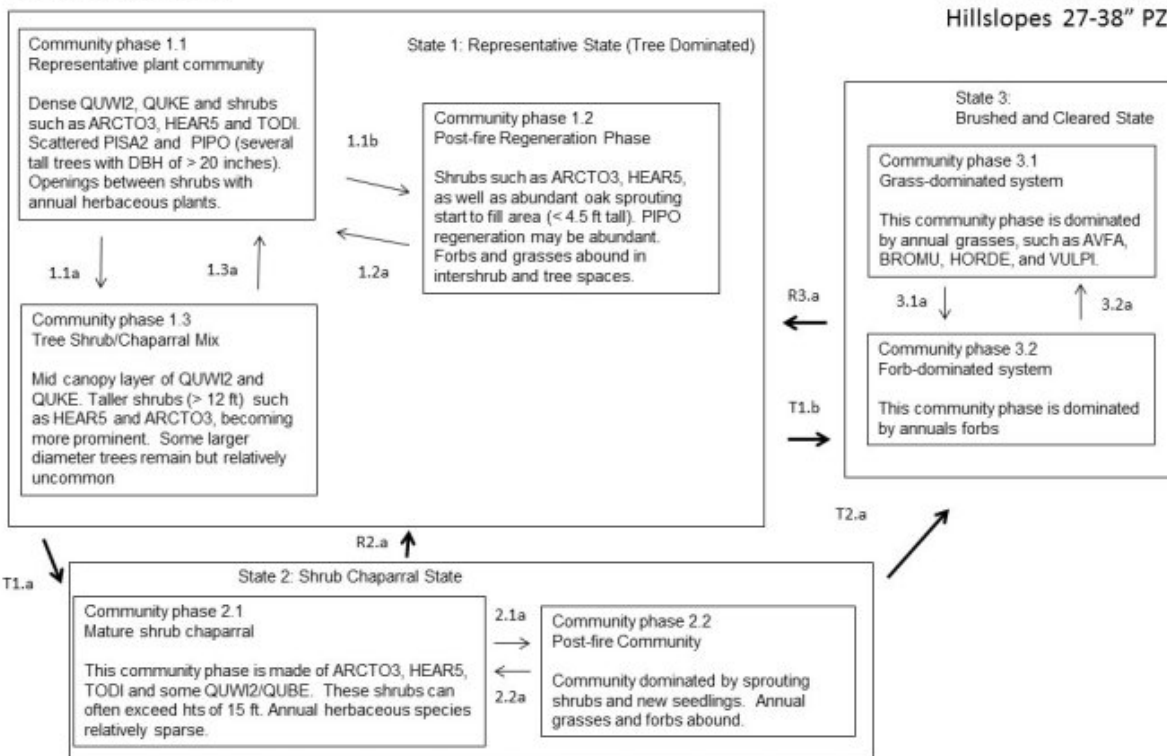 Hillslopes 27-38” PZ
State 1: Representative State (Tree Dominated)
Community phase 1.1
Representative plant community
Dense QUWI2, QUKE and shrubs
such as ARCTO3, HEAR5 and TODI.
Scattered PISA2 and PIPO (several
tall trees with DBH of > 20 inches).
Openings between shrubs with
annual herbaceous plants.
1.1b
1.2a
Community phase 1.2
Post-fire Regeneration Phase
Shrubs such as ARCTO3, HEAR5,
as well as abundant oak sprouting
start to fill area (< 4.5 ft tall). PIPO
regeneration may be abundant.
Forbs and grasses abound in
intershrub and tree spaces.
1.1a
1.3a
Community phase 1.3
Tree Shrub/Chaparral Mix
Mid canopy layer of QUWI2 and
QUKE. Taller shrubs (> 12 ft) such
as HEAR5 and ARCTO3, becoming
more prominent. Some larger
diameter trees remain but relatively
uncommon
State 3:
Brushed and Cleared State
Community phase 3.1
Grass-dominated system
This community phase is dominated
by annual grasses, such as AVFA,
BROMU, HORDE, and VULPI.
3.1a
3.2a
Community phase 3.2
Forb-dominated system
This community phase is dominated
by annuals forbs
R3.a
T1.b
T2.a
T1.a
R2.a
State 2: Shrub Chaparral State
Community phase 2.1
Mature shrub chaparral
This community phase is made of ARCTO3, HEAR5,
TODI and some QUWI2/QUBE. These shrubs can
often exceed hts of 15 ft. Annual herbaceous species
relatively sparse.
2.1a
2.2a
Community phase 2.2
Post-fire Community
Community dominated by sprouting
shrubs and new seedlings. Annual
grasses and forbs abound.